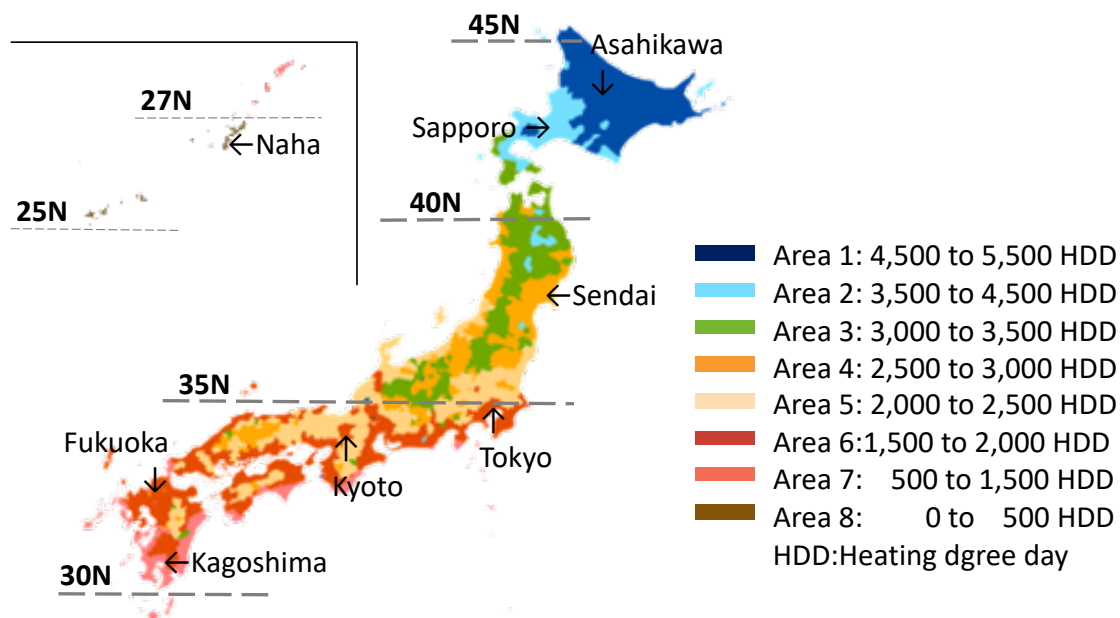 45N
Asahikawa
27N
Sapporo
Naha
40N
25N
Area 1: 4,500 to 5,500 HDD
Area 2: 3,500 to 4,500 HDD
Sendai
Area 3: 3,000 to 3,500 HDD
Area 4: 2,500 to 3,000 HDD
35N
Area 5: 2,000 to 2,500 HDD
Fukuoka
Area 6:1,500 to 2,000 HDD
Tokyo
Kyoto
Area 7: 500 to 1,500 HDD
Area 8: 0 to 500 HDD
Kagoshima
HDD:Heating dgree day
30N